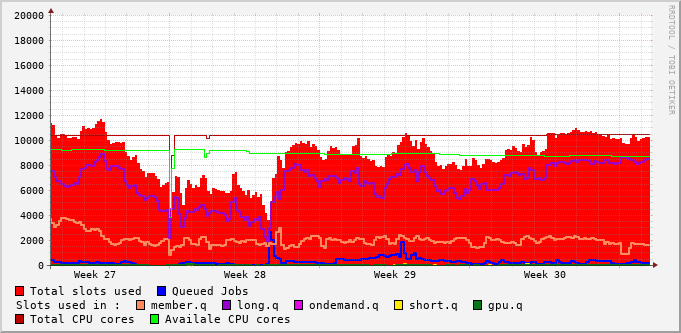 20000
18000
16000
14000
12000
10000
8000
6000
4000
2000
0
Week 27 Week 28 Week 29 Week 30
Total slots used Queued Jobs
Slots used in : member.q long.q ondemand.q short.q gpu.q
Total CPU cores Availale CPU cores
RRDTOOL / TOBI OETIKER